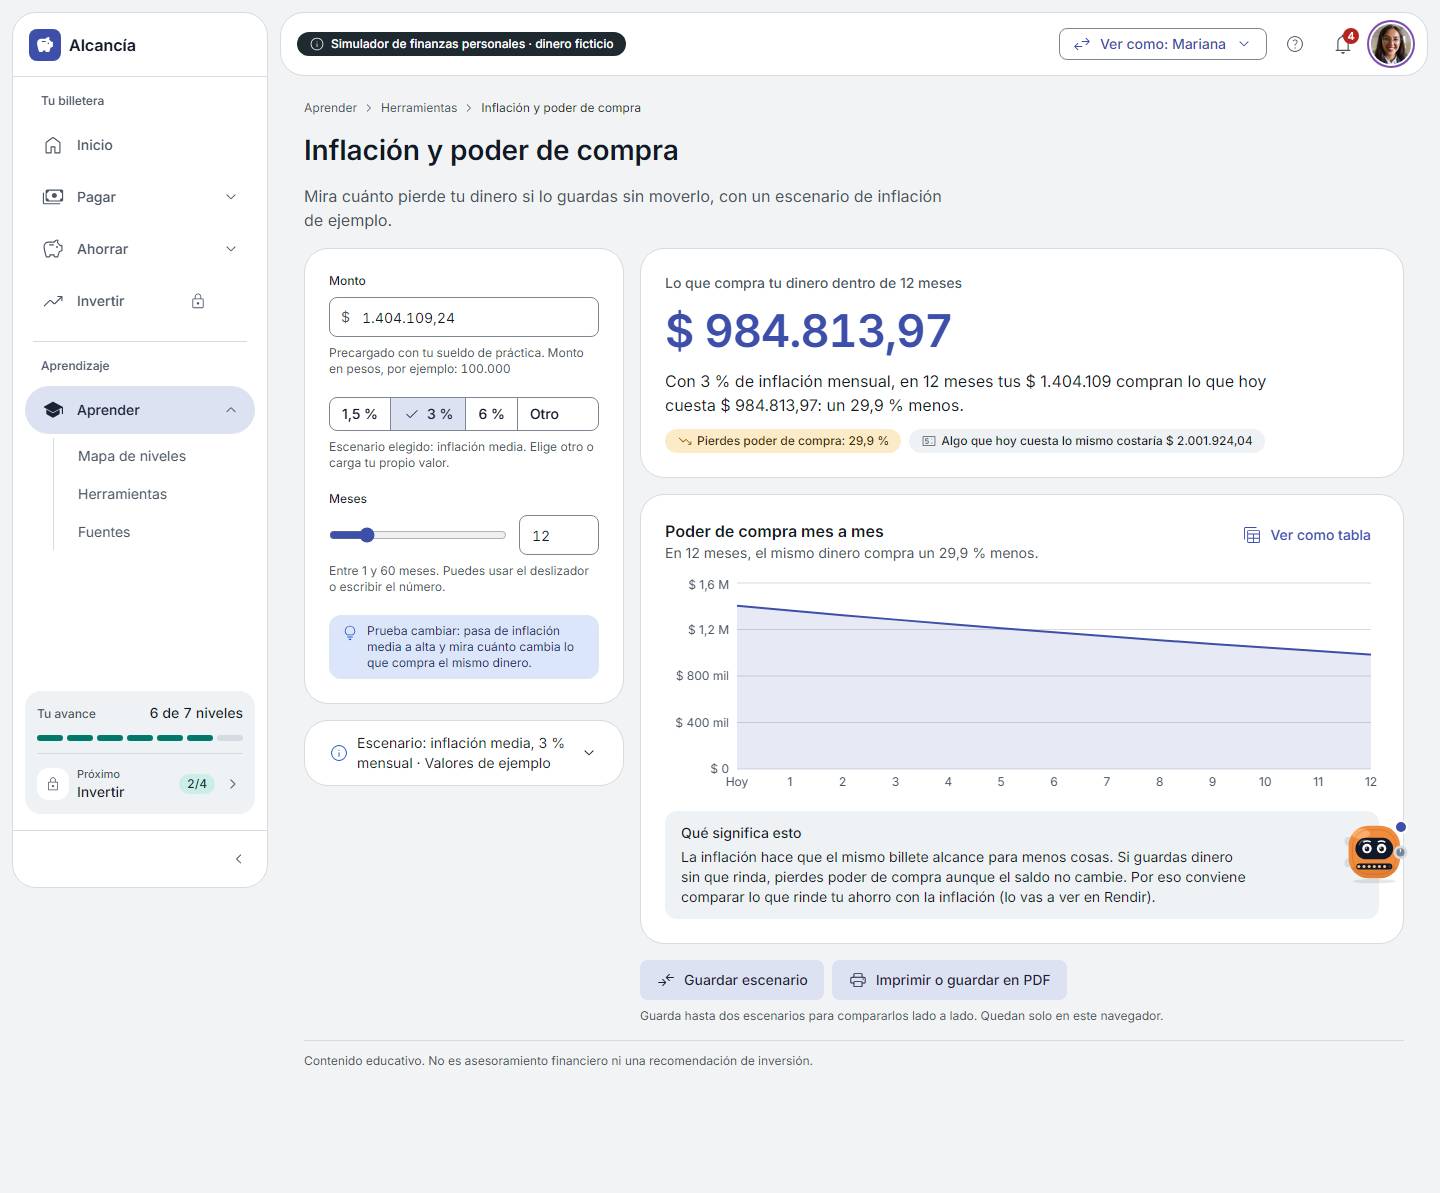 Alcancía
Tu billetera
Inicio
Pagar
Ahorrar
Invertir
Aprendizaje
Aprender
Mapa de niveles
Herramientas
Fuentes
Tu avance 6 de 7 niveles
Próximo
Invertir
2/4
Simulador de finanzas personales · dinero ficticio
Ver como: Mariana
4
Aprender > Herramientas > Inflación y poder de compra
Inflación y poder de compra
Mira cuánto pierde tu dinero si lo guardas sin moverlo, con un escenario de inflación
de ejemplo.
Monto
$ 1.404.109,24
Precargado con tu sueldo de práctica. Monto
en pesos, por ejemplo: 100.000
1,5 % 3 % 6 % Otro
Escenario elegido: inflación media. Elige otro o
carga tu propio valor.
Meses
12
Entre 1 y 60 meses. Puedes usar el deslizador
o escribir el número.
Prueba cambiar: pasa de inflación
media a alta y mira cuánto cambia lo
que compra el mismo dinero.
Escenario: inflación media, 3 %
mensual · Valores de ejemplo
Lo que compra tu dinero dentro de 12 meses
$ 984.813,97
Con 3 % de inflación mensual, en 12 meses tus $ 1.404.109 compran lo que hoy
cuesta $ 984.813,97: un 29,9 % menos.
Pierdes poder de compra: 29,9 %
Algo que hoy cuesta lo mismo costaría $ 2.001.924,04
Poder de compra mes a mes
Ver como tabla
En 12 meses, el mismo dinero compra un 29,9 % menos.
$ 1,6 M
$ 1,2 M
$ 800 mil
$ 400 mil
$ 0
Hoy 1 2 3 4 5 6 7 8 9 10 11 12
Qué significa esto
La inflación hace que el mismo billete alcance para menos cosas. Si guardas dinero
sin que rinda, pierdes poder de compra aunque el saldo no cambie. Por eso conviene
comparar lo que rinde tu ahorro con la inflación (lo vas a ver en Rendir).
Guardar escenario
Imprimir o guardar en PDF
Guarda hasta dos escenarios para compararlos lado a lado. Quedan solo en este navegador.
Contenido educativo. No es asesoramiento financiero ni una recomendación de inversión.